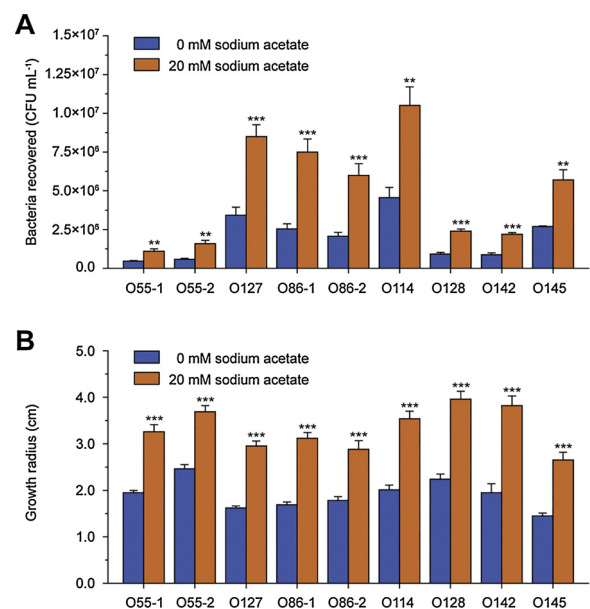 A
1.5×10⁷
0 mM sodium acetate
1.25×10⁷
20 mM sodium acetate
1.0×10⁷
7.5×10⁶
5.0×10⁶
2.5×10⁶
0.0
Bacteria recovered (CFU mL⁻¹)
** ** *** *** *** ** *** *** **
O55-1 O55-2 O127 O86-1 O86-2 O114 O128 O142 O145
B
5.0
0 mM sodium acetate
20 mM sodium acetate
4.0
3.0
2.0
1.0
0.0
Growth radius (cm)
*** *** *** *** *** *** *** *** ***
O55-1 O55-2 O127 O86-1 O86-2 O114 O128 O142 O145